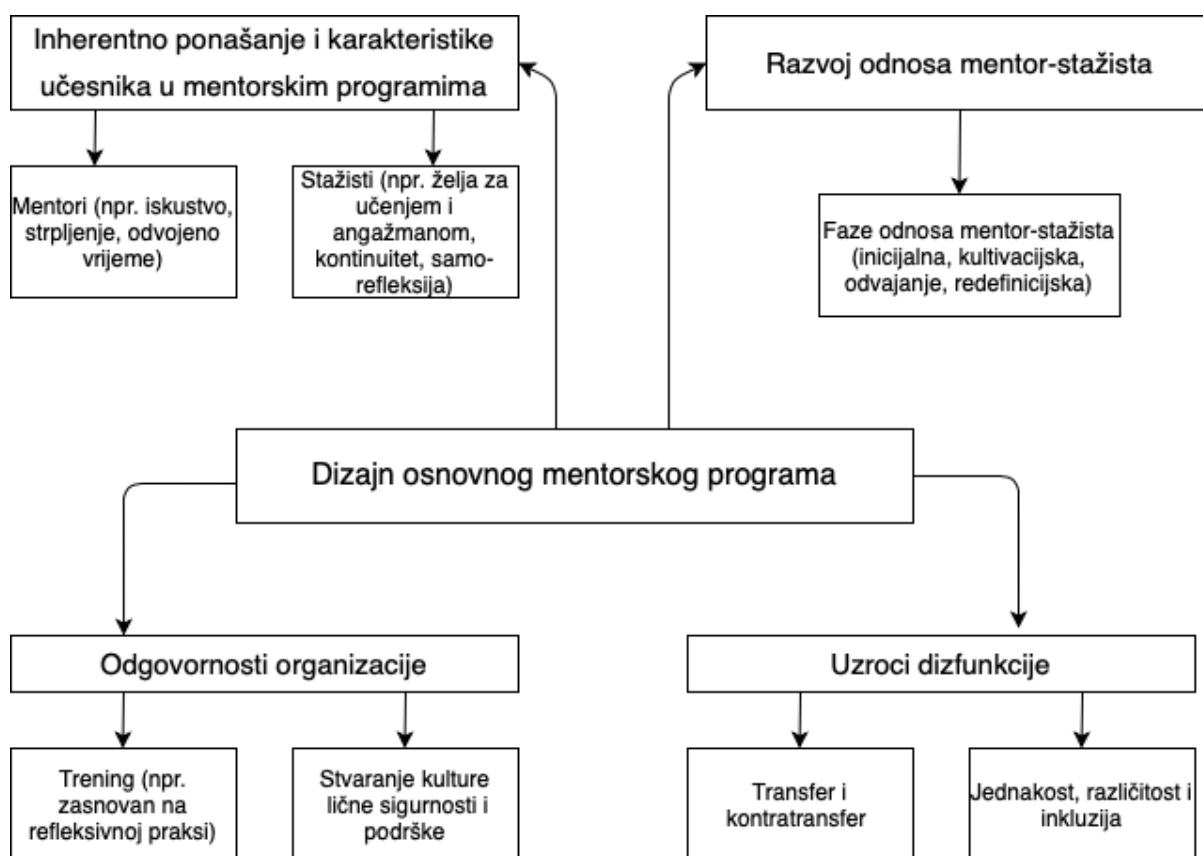 Inherentno ponašanje i karakteristike
učesnika u mentorskim programima
Razvoj odnosa mentor-stažista
Mentori (npr. iskustvo,
strpljenje, odvojeno
vrijeme)
Stažisti (npr. želja za
učenjem i
angažmanom,
kontinuitet, samo-
refleksija)
Faze odnosa mentor-stažista
(inicijalna, kultivacijska,
odvajanje, redefinicijska)
Dizajn osnovnog mentorskog programa
Odgovornosti organizacije
Uzroci dizfunkcije
Trening (npr.
zasnovan na
refleksivnoj praksi)
Stvaranje kulture
lične sigurnosti i
podrške
Transfer i
kontratransfer
Jednakost, različitost i
inkluzija